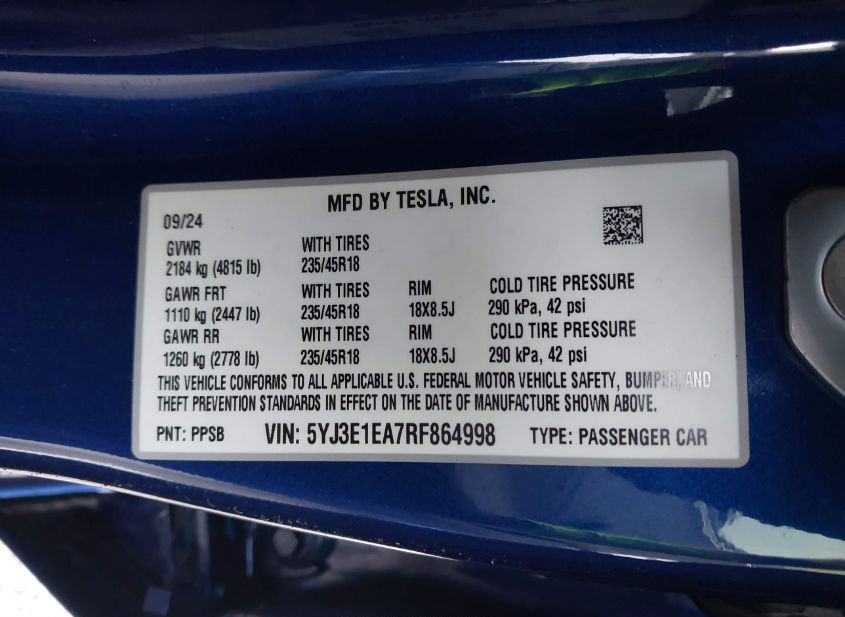 MFD BY TESLA, INC.
09/24
GVWR WITH TIRES
2184 kg (4815 lb) 235/45R18
GAWR FRT WITH TIRES RIM COLD TIRE PRESSURE
1110 kg (2447 lb) 235/45R18 18X8.5J 290 kPa, 42 psi
GAWR RR WITH TIRES RIM COLD TIRE PRESSURE
1260 kg (2778 lb) 235/45R18 18X8.5J 290 kPa, 42 psi
THIS VEHICLE CONFORMS TO ALL APPLICABLE U.S. FEDERAL MOTOR VEHICLE SAFETY, BUMPER, AND
THEFT PREVENTION STANDARDS IN EFFECT ON THE DATE OF MANUFACTURE SHOWN ABOVE.
PNT: PPSB VIN: 5YJ3E1EA7RF864998 TYPE: PASSENGER CAR